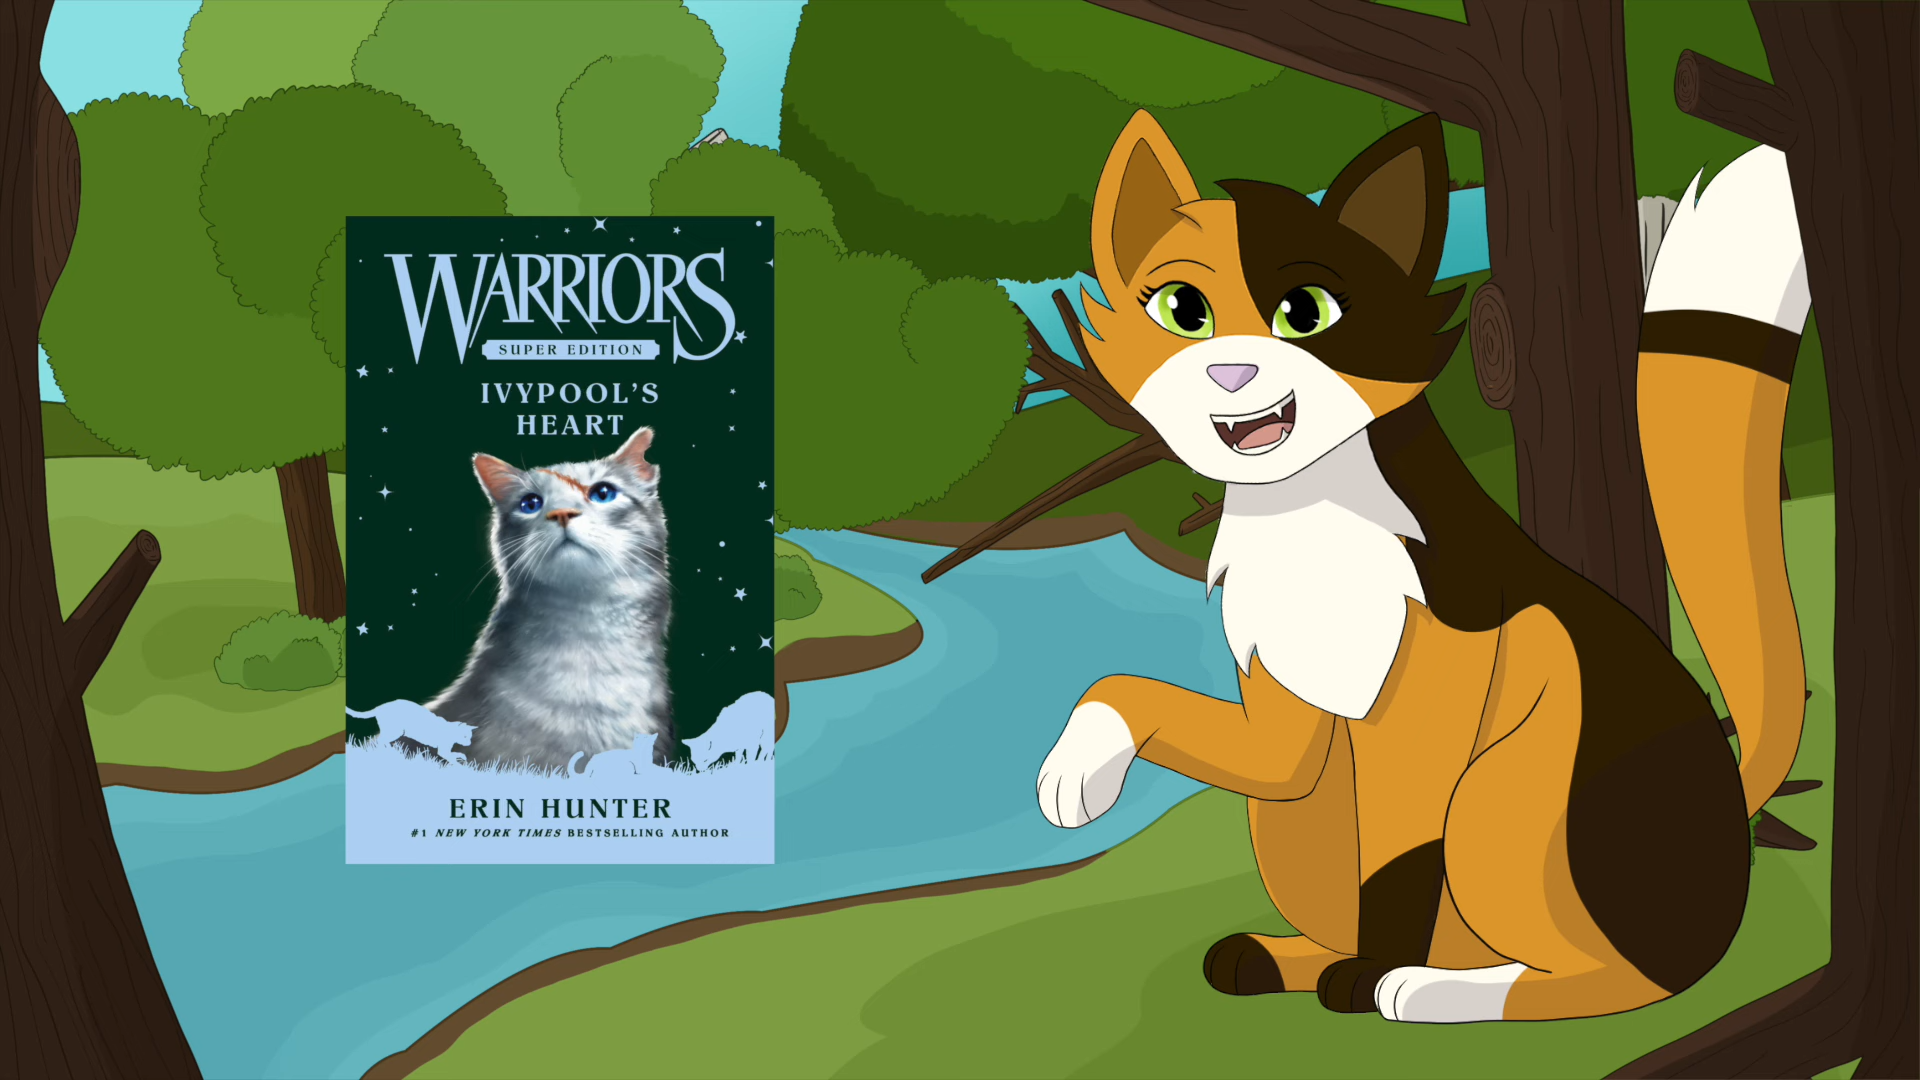 WARRIORS
SUPER EDITION
IVYPOOL'S
HEART
ERIN HUNTER
#1 NEW YORK TIMES BESTSELLING AUTHOR